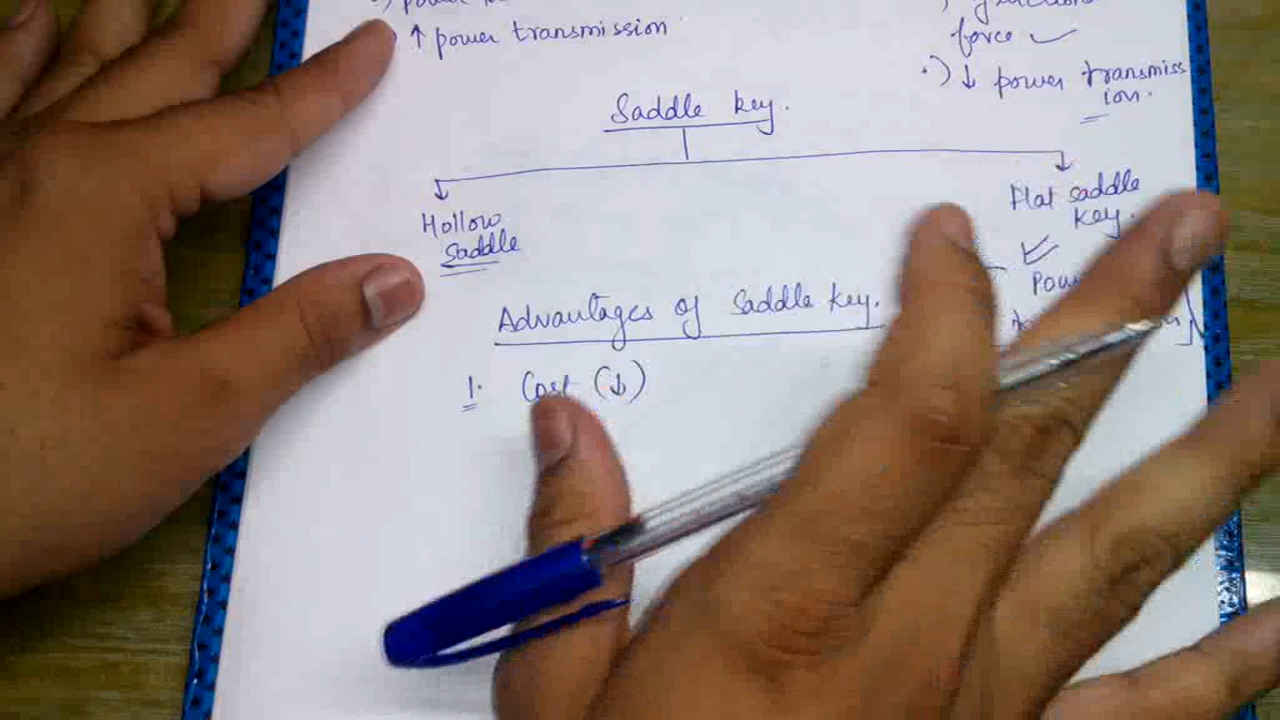 ↑ power transmission
force ✓
•) ↓ power transmiss
ion.
Saddle key.
Hollow
saddle
Flat saddle
key.
Advantages of Saddle key.
1. Cost (↓)